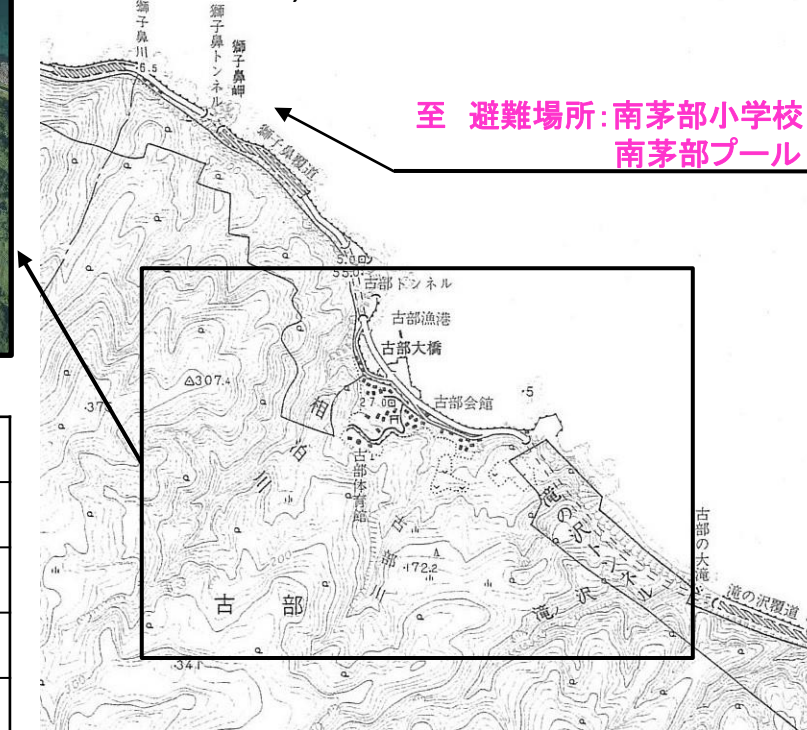 獅子鼻川
6.5
獅子鼻トンネル
獅子鼻岬
獅子鼻覆道
至 避難場所:南茅部小学校
南茅部プール
5.0
55.0
古部トンネル
古部漁港
古部大橋
△307.4
・5
古部会館
27.0
相泊川
古部体育館
滝の沢トンネル
古部の大滝
古部川
200
・172.2
滝ノ沢
滝の沢覆道
古部
・341